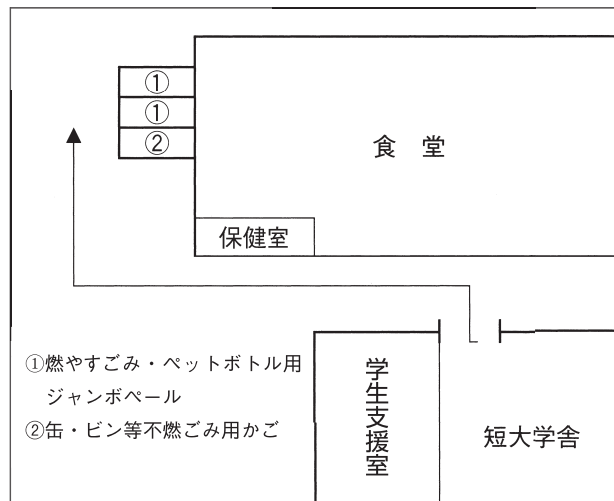 ①
①
②
食堂
保健室
①燃やすごみ・ペットボトル用
ジャンボペール
②缶・ビン等不燃ごみ用かご
学生支援室
短大学舎